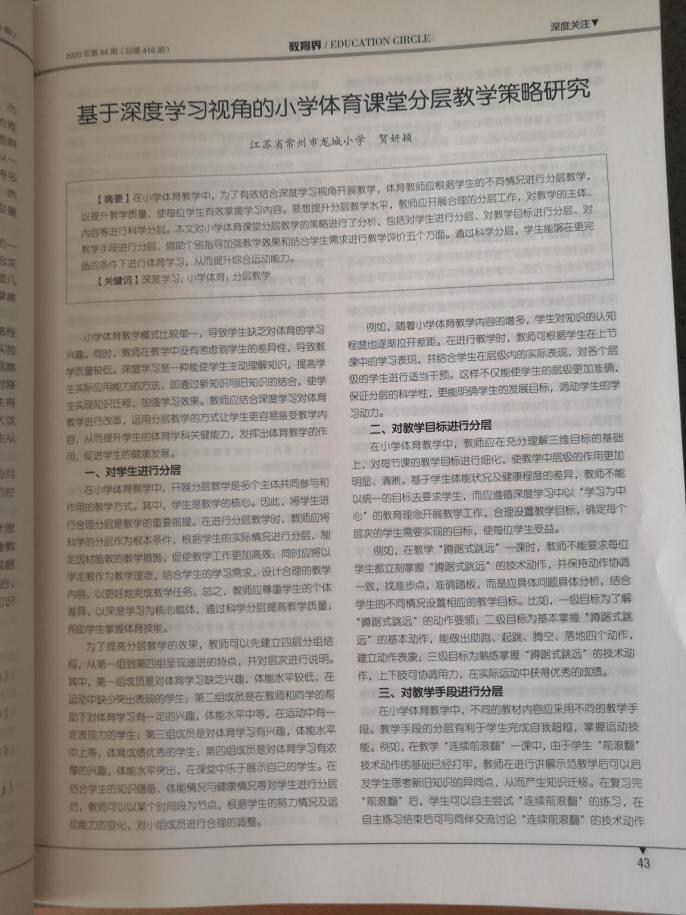 2020年第44期（总第416期）
教育界 / EDUCATION CIRCLE
深度关注▼
基于深度学习视角的小学体育课堂分层教学策略研究
江苏省常州市龙城小学 贺妍颖
【摘要】在小学体育教学中，为了有效结合深度学习视角开展教学，体育教师应根据学生的不同情况进行分层教学，
以提升教学质量，使每位学生有效掌握学习内容。要想提升分层教学水平，教师应开展合理的分层工作，对教学的主体、
内容等进行科学分层。本文对小学体育课堂分层教学的策略进行了分析，包括对学生进行分层、对教学目标进行分层、对
教学手段进行分层、借助个别指导加强教学效果和结合学生需求进行教学评价五个方面。通过科学分层，学生能够在更完
备的条件下进行体育学习，从而提升综合运动能力。
【关键词】深度学习；小学体育；分层教学
小学体育教学模式比较单一，导致学生缺乏对体育的学习
兴趣。同时，教师在教学中没有考虑到学生的差异性，导致教
学质量较低。深度学习是一种能使学生主动理解知识，提高学
生实际应用能力的方法，即通过新知识与旧知识的结合，使学
生实现知识迁移，加强学习效果。教师应结合深度学习对体育
教学进行改革，运用分层教学的方式让学生更容易接受教学内
容，从而提升学生的体育学科关键能力，发挥出体育教学的作
用，促进学生的健康发展。
一、对学生进行分层
在小学体育教学中，开展分层教学是多个主体共同参与和
作用的教学方式。其中，学生是教学的核心。因此，将学生进
行合理分层是教学的重要前提。在进行分层教学时，教师应将
科学的分层作为根本条件，根据学生的实际情况进行分层，制
定因材施教的教学措施，促使教学工作更加高效；同时应将以
学定教作为教学理念，结合学生的学习需求，设计合理的教学
内容，以更好地完成教学任务。总之，教师应尊重学生的个体
差异，以深度学习为核心载体，通过科学分层提高教学质量，
帮助学生掌握体育技能。
为了提高分层教学的效果，教师可以先建立四层分组结
构，从第一组到第四组呈现递进的特点，并对层次进行说明。
其中，第一组成员是对体育学习缺乏兴趣，体能水平较低，在
运动中缺少突出表现的学生；第二组成员是在教师和同学的帮
助下对体育学习有一定的兴趣，体能水平中等，在运动中有一
定表现力的学生；第三组成员是对体育学习有兴趣，体能水平
中上等，体育成绩优秀的学生；第四组成员是对体育学习有浓
厚的兴趣，体能水平突出，在课堂中乐于展示自己的学生。在
结合学生的知识储备、体能情况与健康情况等对学生进行分层
后，教师可以以某个时间段为节点，根据学生的努力情况及运
动能力的变化，对小组成员进行合理的调整。
例如，随着小学体育教学内容的增多，学生对知识的认知
程度也逐渐拉开差距。在进行教学时，教师可根据学生在上节
课中的学习表现，并结合学生在层级内的实际表现，对各个层
级的学生进行适当干预。这样不仅能使学生的层级更加准确，
保证分层的科学性，更能明确学生的发展目标，调动学生的学
习动力。
二、对教学目标进行分层
在小学体育教学中，教师应在充分理解三维目标的基础
上，对每节课的教学目标进行细化，使教学中层级的作用更加
明显、清晰。基于学生体能状况及健康程度的差异，教师不能
以统一的目标去要求学生，而应遵循深度学习中以“学习为中
心”的教育理念开展教学工作，合理设置教学目标，确定每个
层次的学生需要实现的目标，使每位学生受益。
例如，在教学“蹲踞式跳远”一课时，教师不能要求每位
学生都立刻掌握“蹲踞式跳远”的技术动作，并保持动作协调
一致，找准步点，准确踏板，而是应具体问题具体分析，结合
学生的不同情况设置相应的教学目标。比如，一级目标为了解
“蹲踞式跳远”的动作要领；二级目标为基本掌握“蹲踞式跳
远”的基本动作，能做出助跑、起跳、腾空、落地四个动作，
建立动作表象；三级目标为熟练掌握“蹲踞式跳远”的技术动
作，上下肢可协调用力，在实际运动中获得优秀的成绩。
三、对教学手段进行分层
在小学体育教学中，不同的教材内容应采用不同的教学手
段。教学手段的分层有利于学生完成自我超越，掌握运动技
能。例如，在教学“连续前滚翻”一课中，由于学生“前滚翻”
技术动作的基础已经打牢，教师在进行讲解示范教学后可以启
发学生思考新旧知识的异同点，从而产生知识迁移。在复习完
“前滚翻”后，学生可以自主尝试“连续前滚翻”的练习，在
自主练习结束后可与同伴交流讨论“连续前滚翻”的技术动作
43